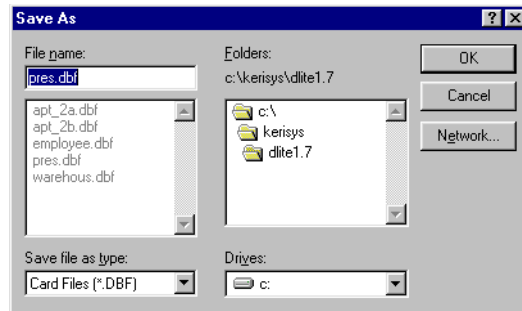 Save As
File name:
pres.dbf
apt_2a.dbf
apt_2b.dbf
employee.dbf
pres.dbf
warehous.dbf
Save file as type:
Card Files (*.DBF)
Folders:
c:\kerisys\dlite1.7
c:\
kerisys
dlite1.7
Drives:
c:
OK
Cancel
Network...